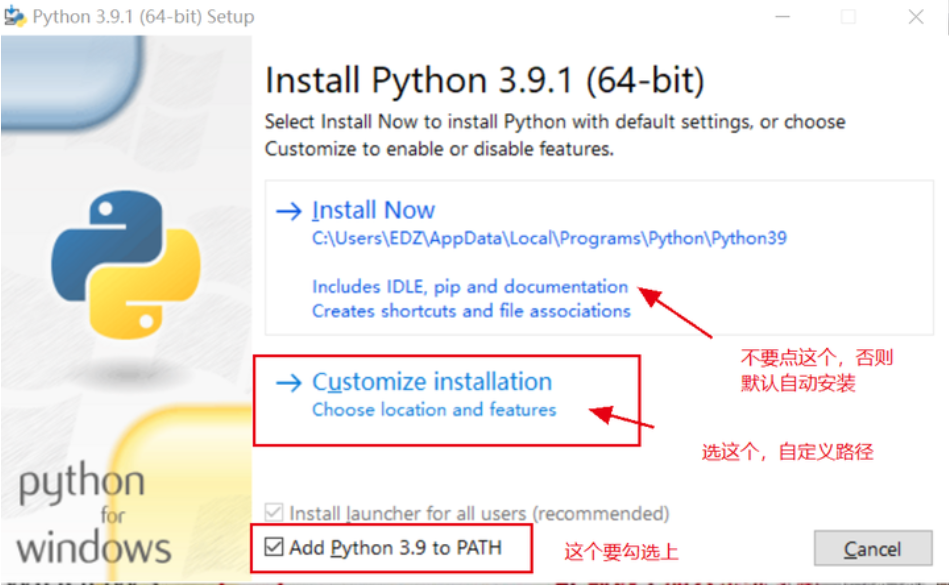 Python 3.9.1 (64-bit) Setup
Install Python 3.9.1 (64-bit)
Select Install Now to install Python with default settings, or choose
Customize to enable or disable features.
Install Now
C:\Users\EDZ\AppData\Local\Programs\Python\Python39
Includes IDLE, pip and documentation
Creates shortcuts and file associations
不要点这个，否则
默认自动安装
Customize installation
Choose location and features
选这个，自定义路径
python
for
windows
Install launcher for all users (recommended)
Add Python 3.9 to PATH
这个要勾选上
Cancel